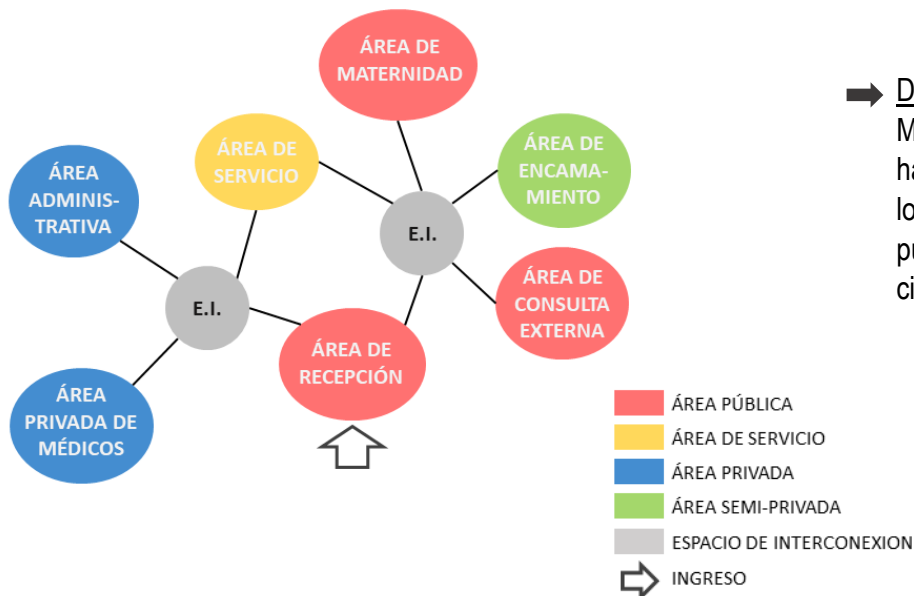 ÁREA DE
MATERNIDAD
ÁREA DE
SERVICIO
ÁREA DE
ENCAMA-
MIENTO
ÁREA
ADMINIS-
TRATIVA
E.I.
E.I.
ÁREA DE
CONSULTA
EXTERNA
ÁREA DE
RECEPCIÓN
ÁREA
PRIVADA DE
MÉDICOS
ÁREA PÚBLICA
ÁREA DE SERVICIO
ÁREA PRIVADA
ÁREA SEMI-PRIVADA
ESPACIO DE INTERCONEXION
INGRESO